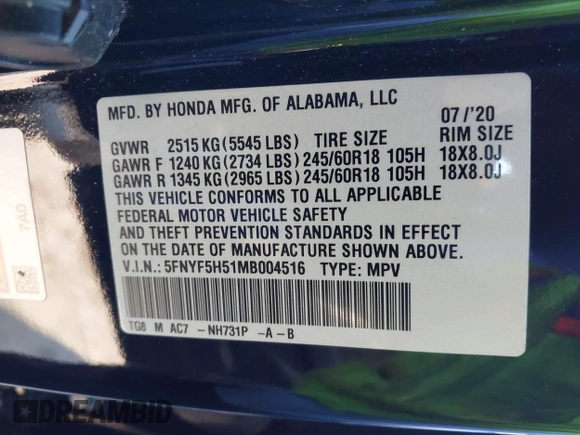 MFD. BY HONDA MFG. OF ALABAMA, LLC 07/'20
GVWR 2515 KG (5545 LBS) TIRE SIZE RIM SIZE
GAWR F 1240 KG (2734 LBS) 245/60R18 105H 18X8.0J
GAWR R 1345 KG (2965 LBS) 245/60R18 105H 18X8.0J
THIS VEHICLE CONFORMS TO ALL APPLICABLE
FEDERAL MOTOR VEHICLE SAFETY
AND THEFT PREVENTION STANDARDS IN EFFECT
ON THE DATE OF MANUFACTURE SHOWN ABOVE.
V.I.N.: 5FNYF5H51MB004516 TYPE: MPV
TG8 M AC7 -NH731P -A-B
7A0
DREAMBID